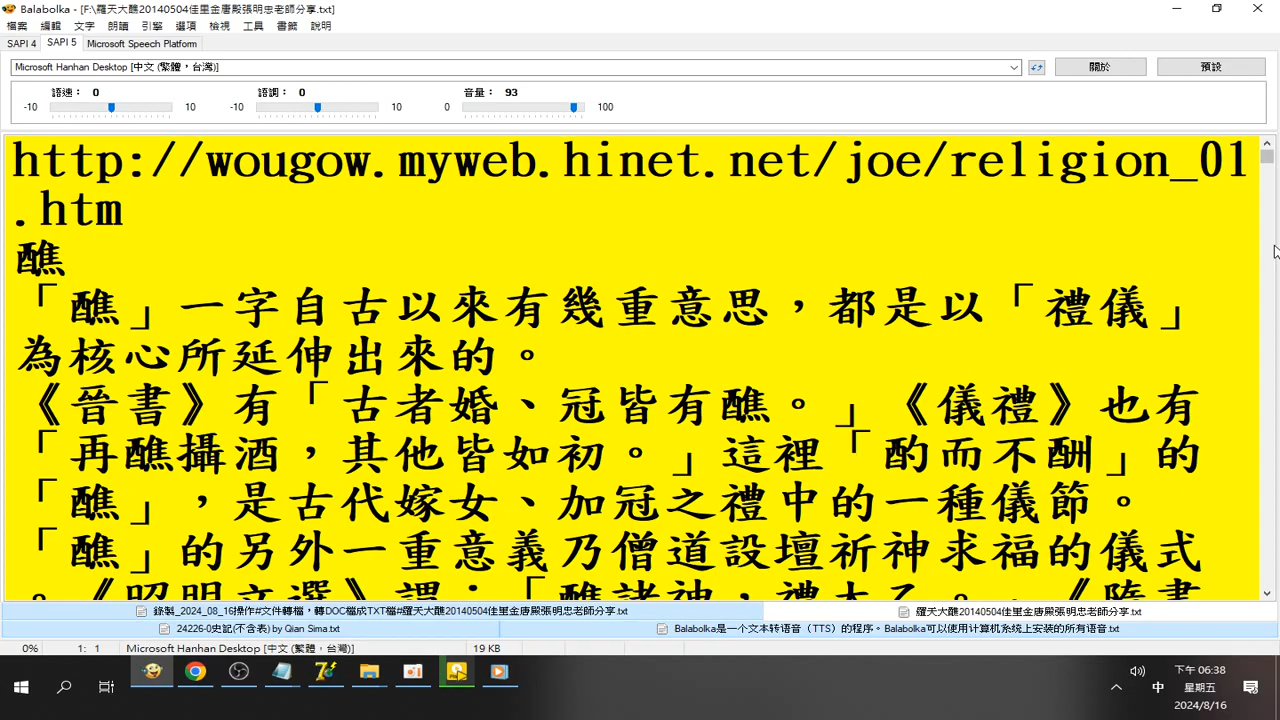 Balabolka - [F:\羅天大醮20140504佳里金唐殿張明忠老師分享.txt]
檔案 編輯 文字 朗讀 引擎 選項 檢視 工具 書籤 說明
SAPI 4 SAPI 5 Microsoft Speech Platform
Microsoft Hanhan Desktop [中文 (繁體，台灣)] 關於 預設
語速： 0 語調： 0 音量： 93
-10 10 -10 10 0 100
http://wougow.myweb.hinet.net/joe/religion_01
.htm
醮
「醮」一字自古以來有幾重意思，都是以「禮儀」
為核心所延伸出來的。
《晉書》有「古者婚、冠皆有醮。」《儀禮》也有
「再醮攝酒，其他皆如初。」這裡「酌而不酬」的
「醮」，是古代嫁女、加冠之禮中的一種儀節。
「醮」的另外一重意義乃僧道設壇祈神求福的儀式
。《昭明文選》謂：「醮諸神，禮太乙。」《隋書
錄製_2024_08_16操作#文件轉檔，轉DOC檔成TXT檔#羅天大醮20140504佳里金唐殿張明忠老師分享.txt 羅天大醮20140504佳里金唐殿張明忠老師分享.txt
24226-0史記(不含表) by Qian Sima.txt Balabolka是一个文本转语音（TTS）的程序。Balabolka可以使用计算机系统上安装的所有语音.txt
0% 1: 1 Microsoft Hanhan Desktop [中文 (繁體，台灣)] 19 KB
下午 06:38
中 星期五
2024/8/16